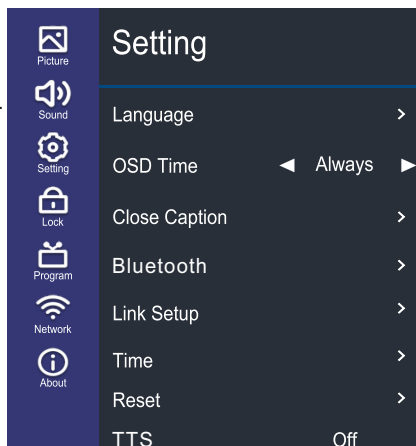 Picture
Sound
Setting
Lock
Program
Network
About
Setting
Language
OSD Time Always
Close Caption
Bluetooth
Link Setup
Time
Reset
TTS Off